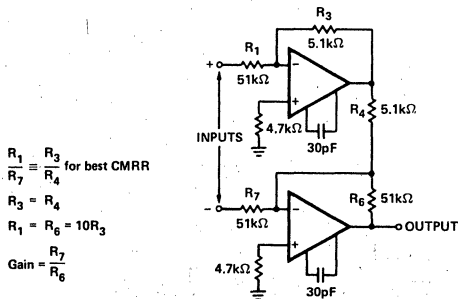 R3
5.1kΩ
R1
+
51kΩ
−
+
4.7kΩ
30pF
R4 5.1kΩ
INPUTS
R1/R7 ≡ R3/R4 for best CMRR
R3 = R4
R1 = R6 = 10R3
Gain = R7/R6
−
R7
51kΩ
−
+
R6 51kΩ
OUTPUT
4.7kΩ
30pF